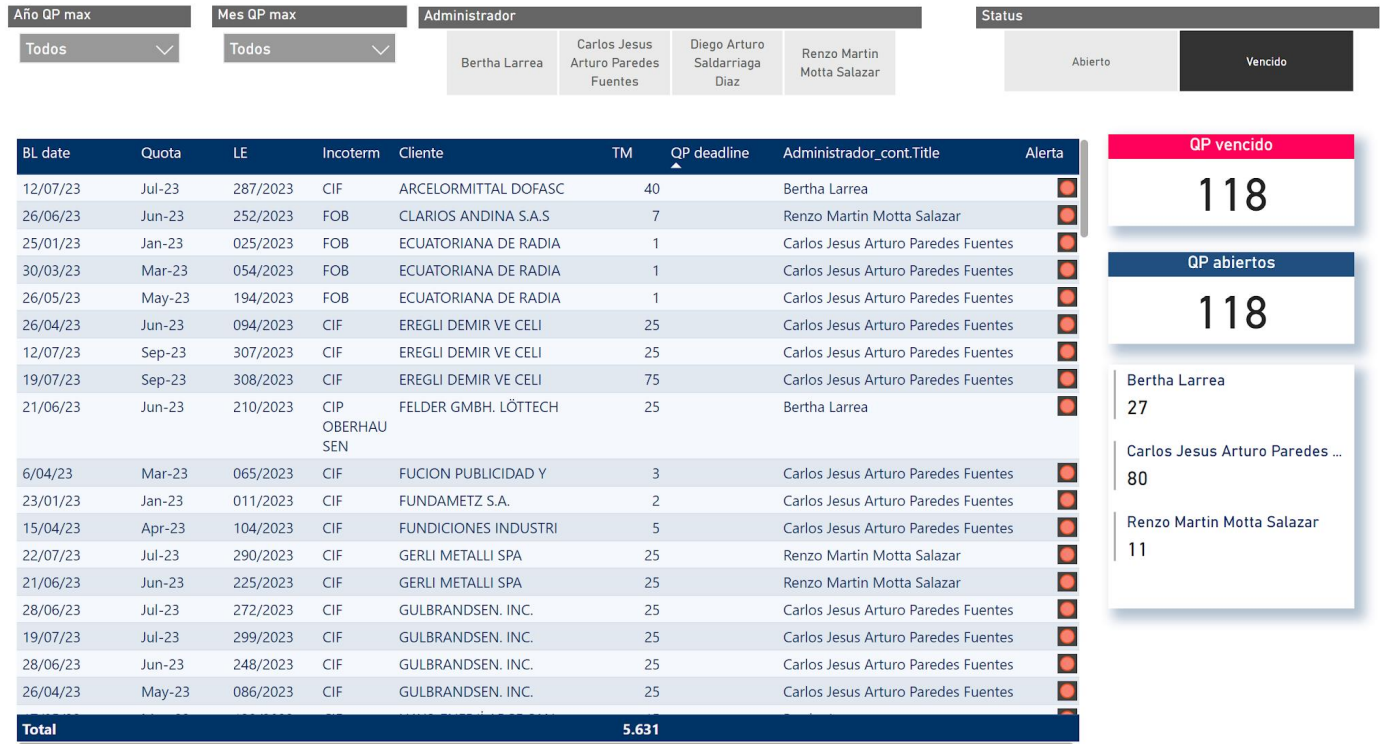 Año QP max
Mes QP max
Administrador
Status
Todos
Todos
Bertha Larrea
Carlos Jesus
Arturo Paredes
Fuentes
Diego Arturo
Saldarriaga
Diaz
Renzo Martin
Motta Salazar
Abierto
Vencido
BL date Quota LE Incoterm Cliente TM QP deadline Administrador_cont.Title Alerta
12/07/23 Jul-23 287/2023 CIF ARCELORMITTAL DOFASC 40 Bertha Larrea
26/06/23 Jun-23 252/2023 FOB CLARIOS ANDINA S.A.S 7 Renzo Martin Motta Salazar
25/01/23 Jan-23 025/2023 FOB ECUATORIANA DE RADIA 1 Carlos Jesus Arturo Paredes Fuentes
30/03/23 Mar-23 054/2023 FOB ECUATORIANA DE RADIA 1 Carlos Jesus Arturo Paredes Fuentes
26/05/23 May-23 194/2023 FOB ECUATORIANA DE RADIA 1 Carlos Jesus Arturo Paredes Fuentes
26/04/23 Jun-23 094/2023 CIF EREGLI DEMIR VE CELI 25 Carlos Jesus Arturo Paredes Fuentes
12/07/23 Sep-23 307/2023 CIF EREGLI DEMIR VE CELI 25 Carlos Jesus Arturo Paredes Fuentes
19/07/23 Sep-23 308/2023 CIF EREGLI DEMIR VE CELI 75 Carlos Jesus Arturo Paredes Fuentes
21/06/23 Jun-23 210/2023 CIP FELDER GMBH. LÖTTECH 25 Bertha Larrea
OBERHAU
SEN
6/04/23 Mar-23 065/2023 CIF FUCION PUBLICIDAD Y 3 Carlos Jesus Arturo Paredes Fuentes
23/01/23 Jan-23 011/2023 CIF FUNDAMETZ S.A. 2 Carlos Jesus Arturo Paredes Fuentes
15/04/23 Apr-23 104/2023 CIF FUNDICIONES INDUSTRI 5 Carlos Jesus Arturo Paredes Fuentes
22/07/23 Jul-23 290/2023 CIF GERLI METALLI SPA 25 Renzo Martin Motta Salazar
21/06/23 Jun-23 225/2023 CIF GERLI METALLI SPA 25 Renzo Martin Motta Salazar
28/06/23 Jul-23 272/2023 CIF GULBRANDSEN. INC. 25 Carlos Jesus Arturo Paredes Fuentes
19/07/23 Jul-23 299/2023 CIF GULBRANDSEN. INC. 25 Carlos Jesus Arturo Paredes Fuentes
28/06/23 Jun-23 248/2023 CIF GULBRANDSEN. INC. 25 Carlos Jesus Arturo Paredes Fuentes
26/04/23 May-23 086/2023 CIF GULBRANDSEN. INC. 25 Carlos Jesus Arturo Paredes Fuentes
Total 5.631
QP vencido
118
QP abiertos
118
Bertha Larrea
27
Carlos Jesus Arturo Paredes ...
80
Renzo Martin Motta Salazar
11